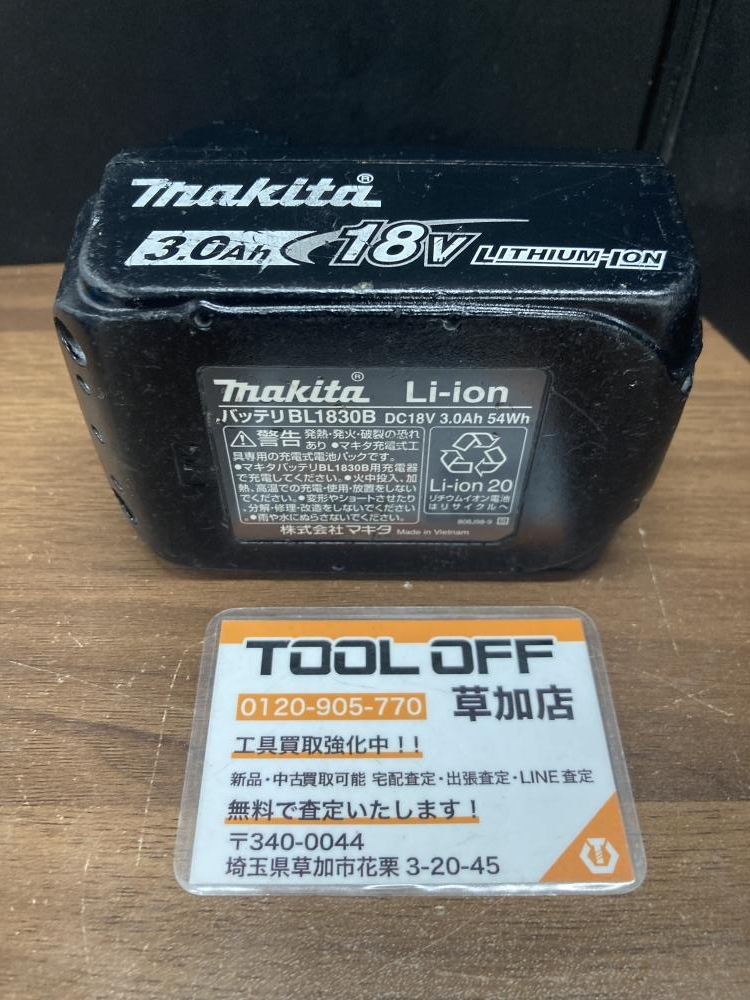 makita®
3.0Ah 18V LITHIUM-ION
makita® Li-ion
バッテリ BL1830B DC18V 3.0Ah 54Wh
警告 発熱・発火・破裂の恐れ
あり ●マキタ充電式工
具専用の充電式電池パックです。
●マキタバッテリBL1830B用充電器
で充電してください。●火中投入、加
熱、高温での充電・使用・放置をしない
でください。●変形やショートさせたり、
分解・修理・改造をしないでください
●雨や水にぬらさないでください
Li-ion 20
リチウムイオン電池
はリサイクルへ
株式会社マキタ Made in Vietnam
TOOL OFF
0120-905-770 草加店
工具買取強化中!!
新品・中古買取可能 宅配査定・出張査定・LINE査定
無料で査定いたします!
〒340-0044
埼玉県草加市花栗 3-20-45